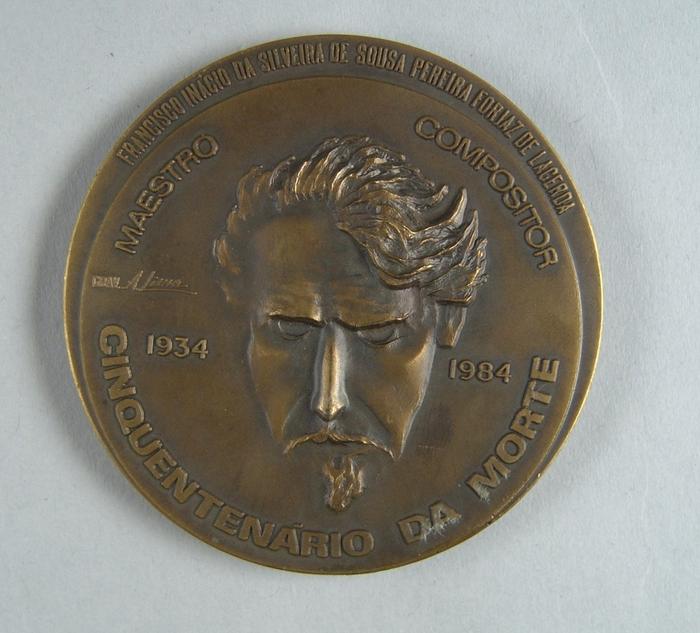 FRANCISCO INÁCIO DA SILVEIRA DE SOUSA PEREIRA FORJAZ DE LACERDA
MAESTRO
COMPOSITOR
1934
1984
CINQUENTENÁRIO DA MORTE